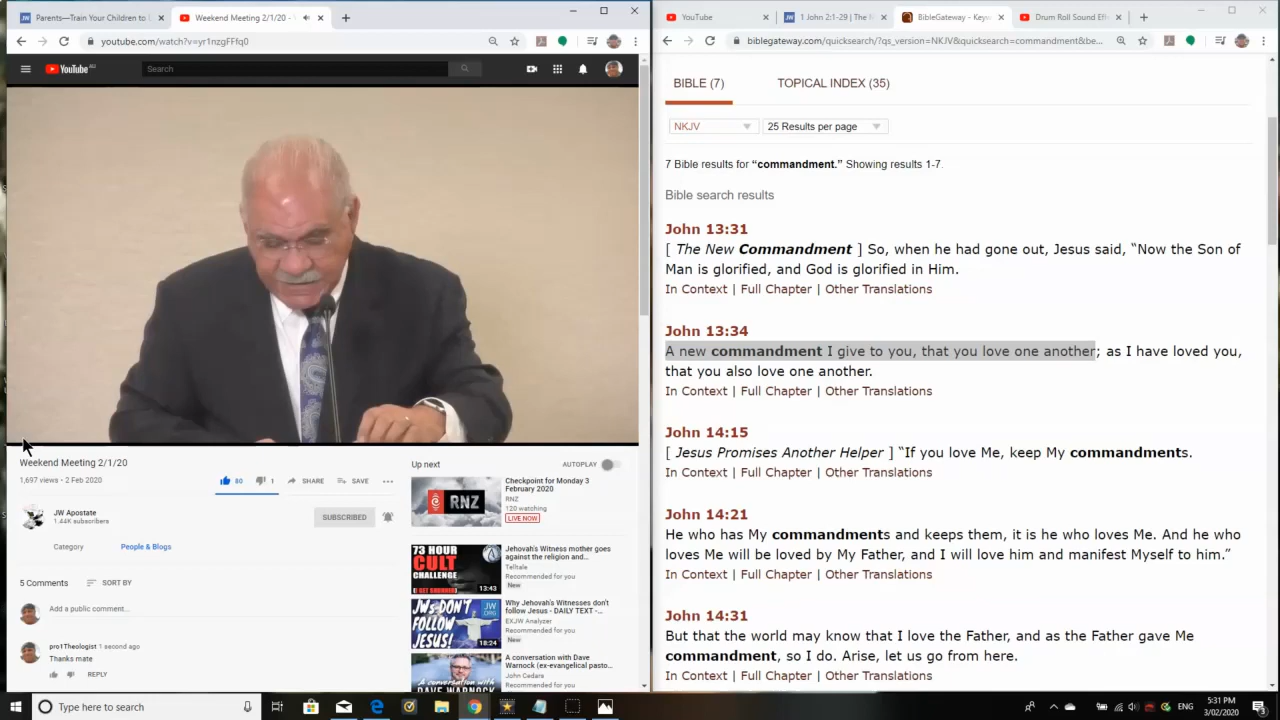 Parents—Train Your Children to L
Weekend Meeting 2/1/20 -
youtube.com/watch?v=yr1nzgFFfq0
YouTube
Search
Weekend Meeting 2/1/20
1,697 views • 2 Feb 2020
80
1
SHARE
SAVE
JW Apostate
1.44K subscribers
SUBSCRIBED
Category
People & Blogs
5 Comments
SORT BY
Add a public comment...
pro1Theologist 1 second ago
Thanks mate
REPLY
Up next
AUTOPLAY
RNZ
Checkpoint for Monday 3
February 2020
RNZ
120 watching
LIVE NOW
73 HOUR
CULT
CHALLENGE
13:43
Jehovah's Witness mother goes
against the religion and...
Telltale
Recommended for you
New
JWs DON'T
FOLLOW
JESUS!
JW
.ORG
18:24
Why Jehovah's Witnesses don't
follow Jesus - DAILY TEXT -...
EXJW Analyzer
Recommended for you
New
A conversation with
DAVE WARNOCK
A conversation with Dave
Warnock (ex-evangelical pasto...
John Cedars
Recommended for you
YouTube
1 John 2:1-29 | The N
BibleGateway - Keyw
Drum Roll Sound Ef
biblegateway.com/quicksearch/?qs_version=NKJV&quicksearch=commandment&be...
BIBLE (7)
TOPICAL INDEX (35)
NKJV
25 Results per page
7 Bible results for “commandment.” Showing results 1-7.
Bible search results
John 13:31
[ The New Commandment ] So, when he had gone out, Jesus said, “Now the Son of
Man is glorified, and God is glorified in Him.
In Context | Full Chapter | Other Translations
John 13:34
A new commandment I give to you, that you love one another; as I have loved you,
that you also love one another.
In Context | Full Chapter | Other Translations
John 14:15
[ Jesus Promises Another Helper ] “If you love Me, keep My commandments.
In Context | Full Chapter | Other Translations
John 14:21
He who has My commandments and keeps them, it is he who loves Me. And he who
loves Me will be loved by My Father, and I will love him and manifest Myself to him.”
In Context | Full Chapter | Other Translations
John 14:31
But that the world may know that I love the Father, and as the Father gave
commandment, so I do. Arise, let us go from here.
In Context | Full Chapter | Other Translations
Type here to search
ENG
5:31 PM
3/02/2020
3